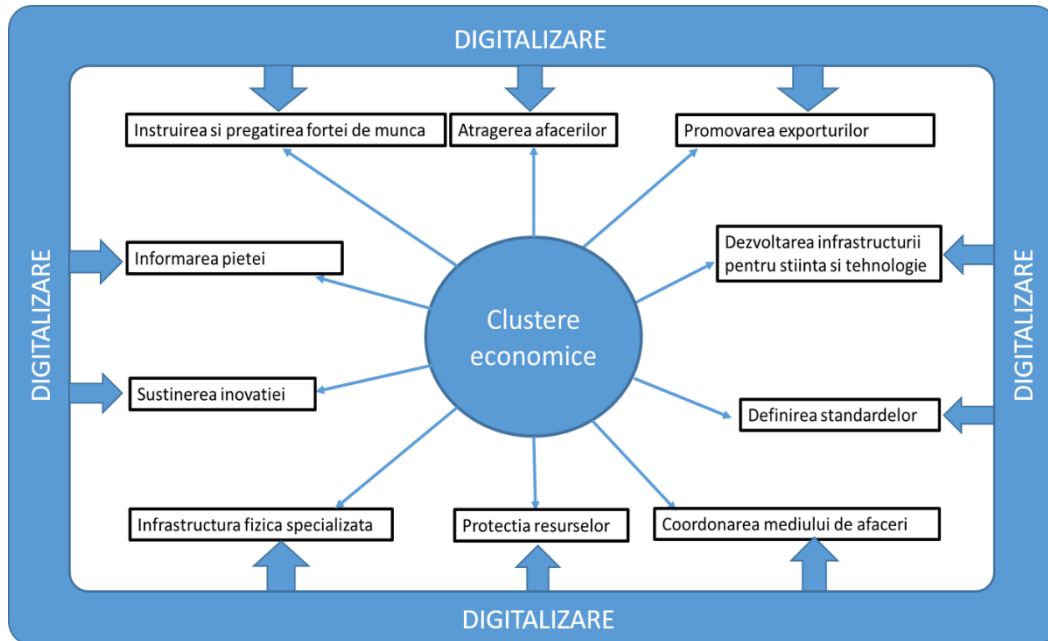 DIGITALIZARE
Instruirea si pregatirea fortei de munca
Atragerea afacerilor
Promovarea exporturilor
DIGITALIZARE
Informarea pietei
Dezvoltarea infrastructurii
pentru stiinta si tehnologie
DIGITALIZARE
Clustere
economice
Sustinerea inovatiei
Definirea standardelor
Infrastructura fizica specializata
Protectia resurselor
Coordonarea mediului de afaceri
DIGITALIZARE